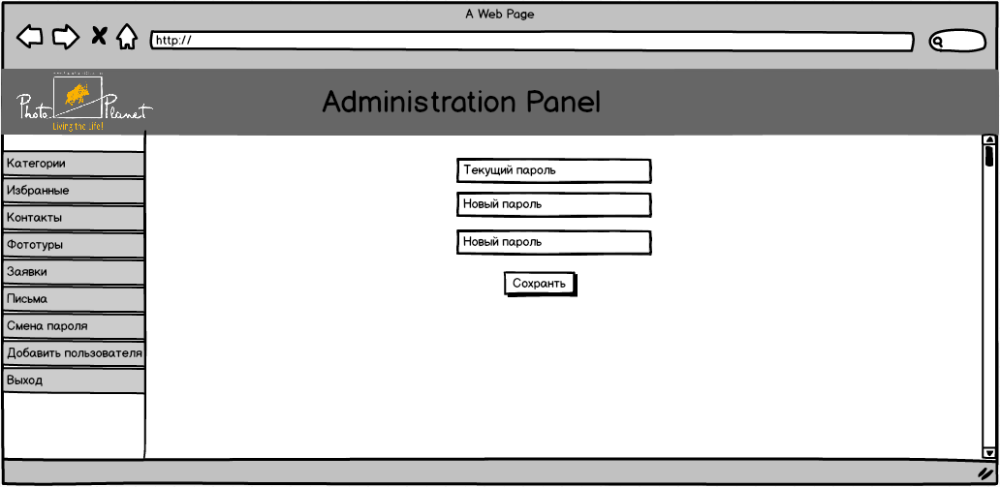 A Web Page
http://
Photo Planet
Living the Life!
Administration Panel
Категории
Избранные
Контакты
Фототуры
Заявки
Письма
Смена пароля
Добавить пользователя
Выход
Текущий пароль
Новый пароль
Новый пароль
Сохранть